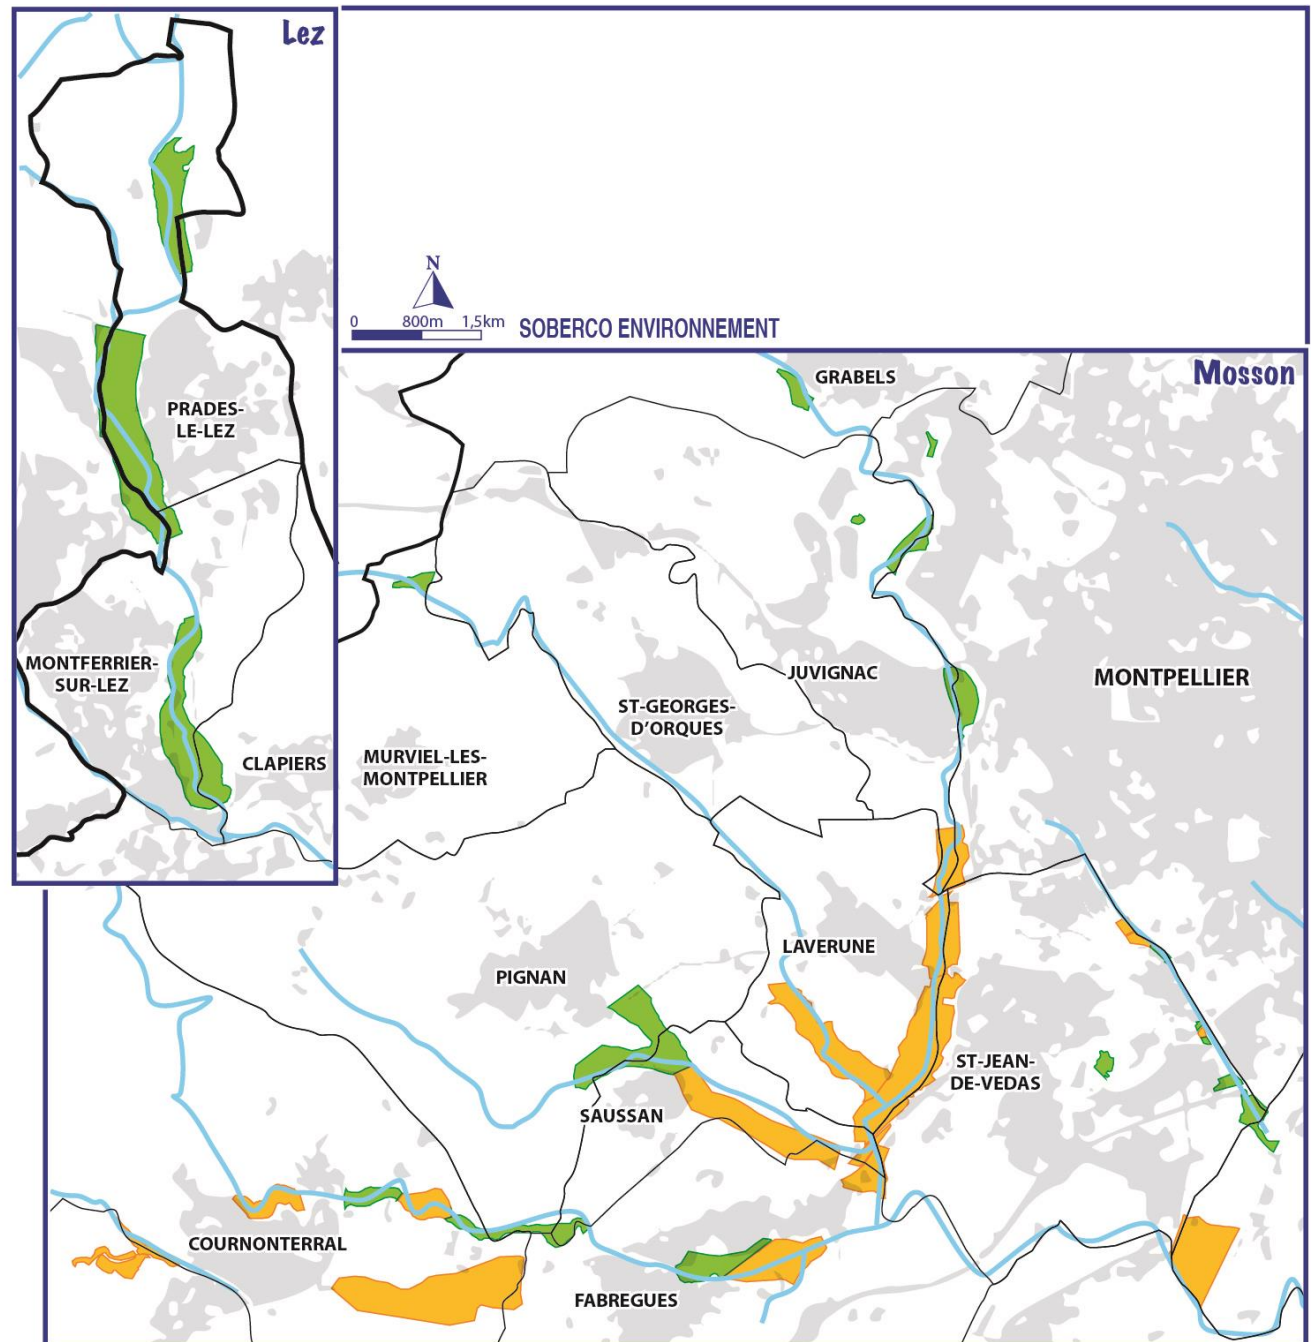 Lez
N
0 800m 1,5km
SOBERCO ENVIRONNEMENT
Mosson
GRABELS
PRADES-
LE-LEZ
MONTFERRIER-
SUR-LEZ
CLAPIERS
JUVIGNAC
MONTPELLIER
ST-GEORGES-
D'ORQUES
MURVIEL-LES-
MONTPELLIER
LAVERUNE
PIGNAN
ST-JEAN-
DE-VEDAS
SAUSSAN
COURNONTERRAL
FABREGUES